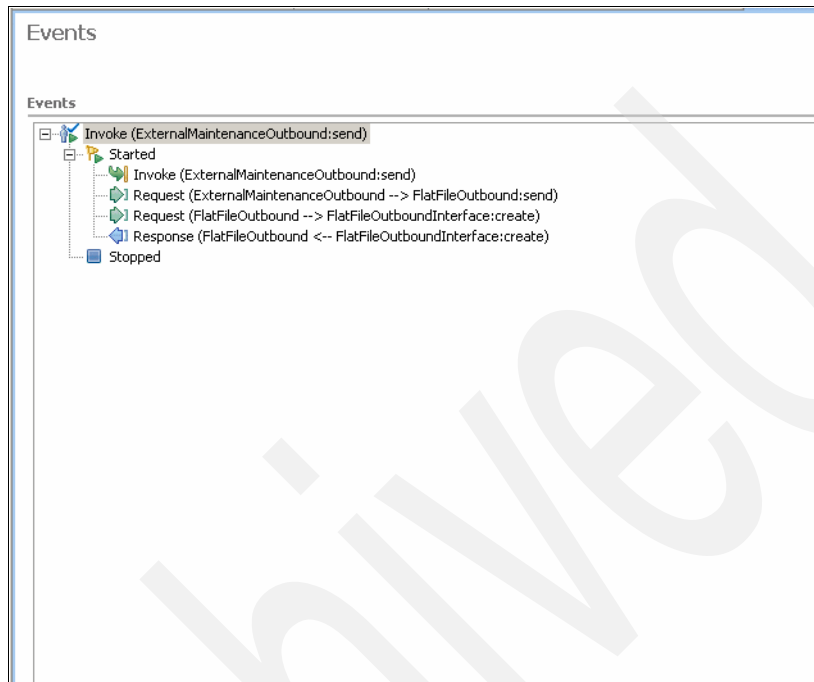 Events
Events
Invoke (ExternalMaintenanceOutbound:send)
Started
Invoke (ExternalMaintenanceOutbound:send)
Request (ExternalMaintenanceOutbound --> FlatFileOutbound:send)
Request (FlatFileOutbound --> FlatFileOutboundInterface:create)
Response (FlatFileOutbound <-- FlatFileOutboundInterface:create)
Stopped
hived